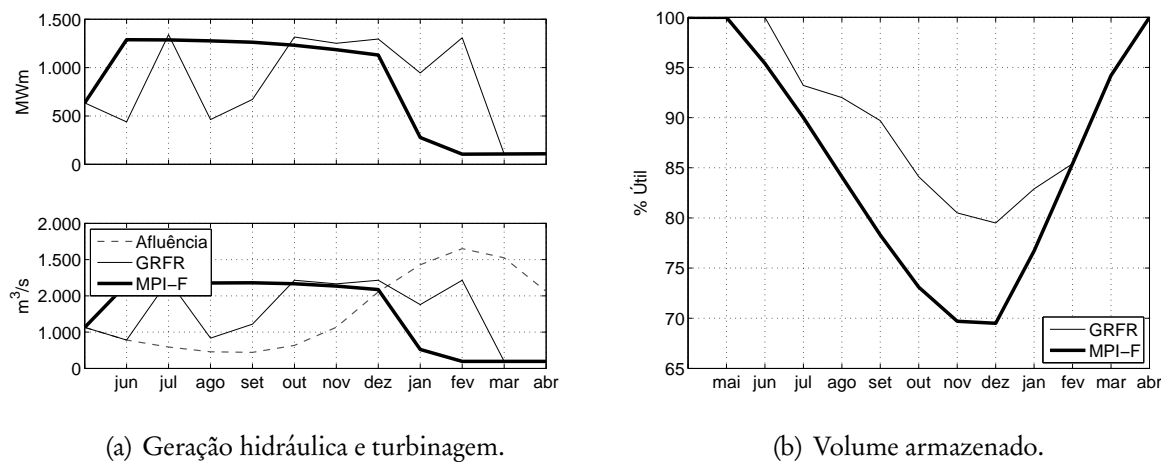 1.500
1.000
500
0
MWm
2.000
1.500
2.000
1.000
0
m³/s
Afluência
GRFR
MPI−F
jun jul ago set out nov dez jan fev mar abr
(a) Geração hidráulica e turbinagem.
100
95
90
85
80
75
70
65
% Útil
GRFR
MPI−F
mai jun jul ago set out nov dez jan fev mar abr
(b) Volume armazenado.